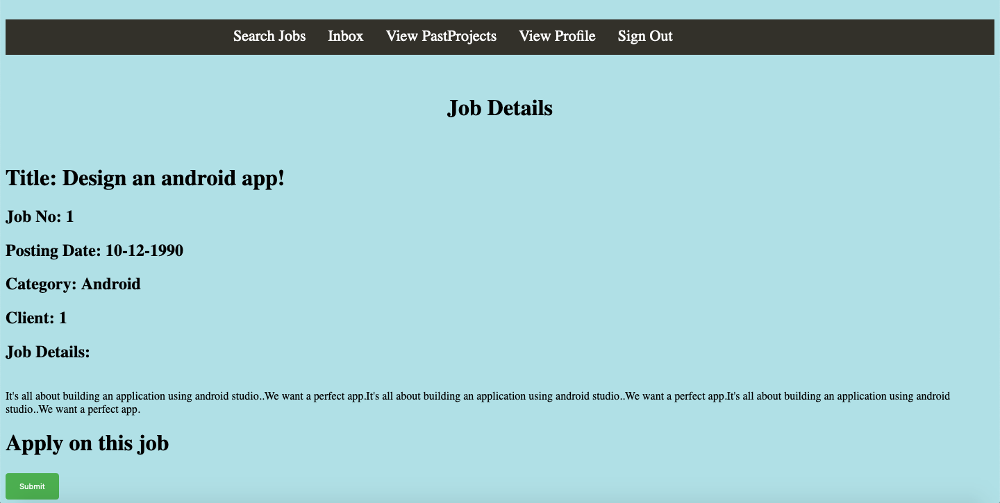 Search Jobs Inbox View PastProjects View Profile Sign Out
Job Details
Title: Design an android app!
Job No: 1
Posting Date: 10-12-1990
Category: Android
Client: 1
Job Details:
It's all about building an application using android studio..We want a perfect app.It's all about building an application using android studio..We want a perfect app.It's all about building an application using android
studio..We want a perfect app.
Apply on this job
Submit